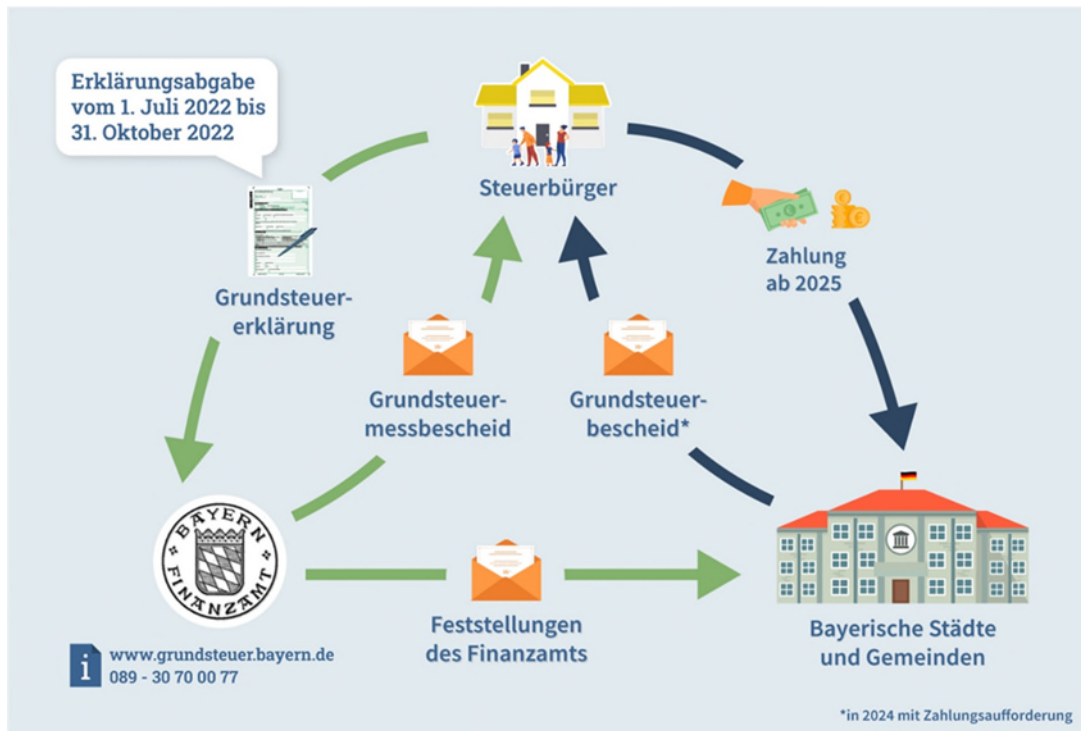 Erklärungsabgabe
vom 1. Juli 2022 bis
31. Oktober 2022
Steuerbürger
Grundsteuer-
erklärung
Zahlung
ab 2025
Grundsteuer-
messbescheid
Grundsteuer-
bescheid*
BAYERN
FINANZAMT
Feststellungen
des Finanzamts
Bayerische Städte
und Gemeinden
i
www.grundsteuer.bayern.de
089 - 30 70 00 77
*in 2024 mit Zahlungsaufforderung